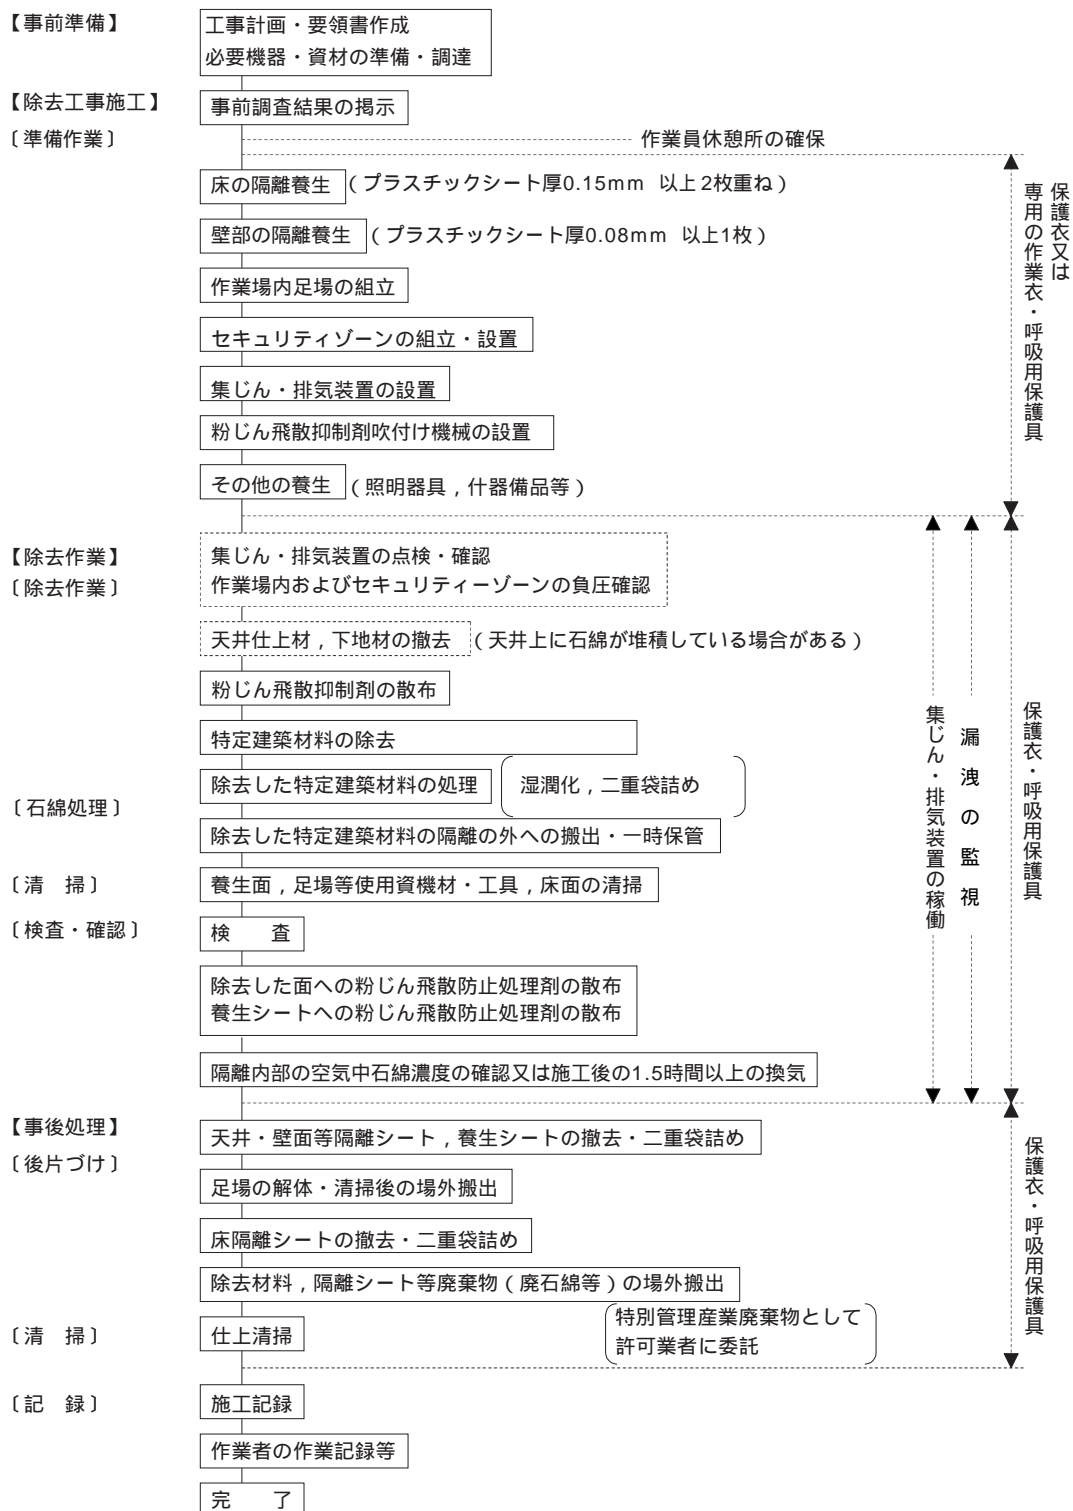 【事前準備】
工事計画・要領書作成
必要機器・資材の準備・調達
【除去工事施工】
事前調査結果の掲示
〔準備作業〕
作業員休憩所の確保
床の隔離養生
(プラスチックシート厚0.15mm 以上2枚重ね)
壁部の隔離養生
(プラスチックシート厚0.08mm 以上1枚)
作業場内足場の組立
セキュリティゾーンの組立・設置
集じん・排気装置の設置
粉じん飛散抑制剤吹付け機械の設置
その他の養生
(照明器具,什器備品等)
保護衣又は
専用の作業衣・呼吸用保護具
【除去作業】
〔除去作業〕
集じん・排気装置の点検・確認
作業場内およびセキュリティーゾーンの負圧確認
天井仕上材,下地材の撤去
(天井上に石綿が堆積している場合がある)
粉じん飛散抑制剤の散布
特定建築材料の除去
除去した特定建築材料の処理
湿潤化,二重袋詰め
〔石綿処理〕
除去した特定建築材料の隔離の外への搬出・一時保管
〔清 掃〕
養生面,足場等使用資機材・工具,床面の清掃
〔検査・確認〕
検 査
除去した面への粉じん飛散防止処理剤の散布
養生シートへの粉じん飛散防止処理剤の散布
隔離内部の空気中石綿濃度の確認又は施工後の1.5時間以上の換気
集じん・排気装置の稼働
漏洩の監視
保護衣・呼吸用保護具
【事後処理】
〔後片づけ〕
天井・壁面等隔離シート,養生シートの撤去・二重袋詰め
足場の解体・清掃後の場外搬出
床隔離シートの撤去・二重袋詰め
除去材料,隔離シート等廃棄物(廃石綿等)の場外搬出
特別管理産業廃棄物として
許可業者に委託
〔清 掃〕
仕上清掃
保護衣・呼吸用保護具
〔記 録〕
施工記録
作業者の作業記録等
完 了